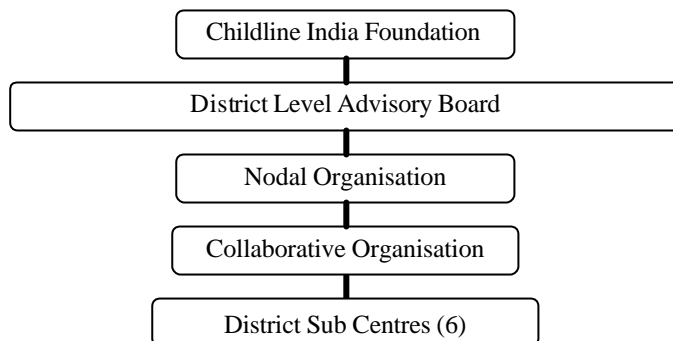 Childline India Foundation
District Level Advisory Board
Nodal Organisation
Collaborative Organisation
District Sub Centres (6)